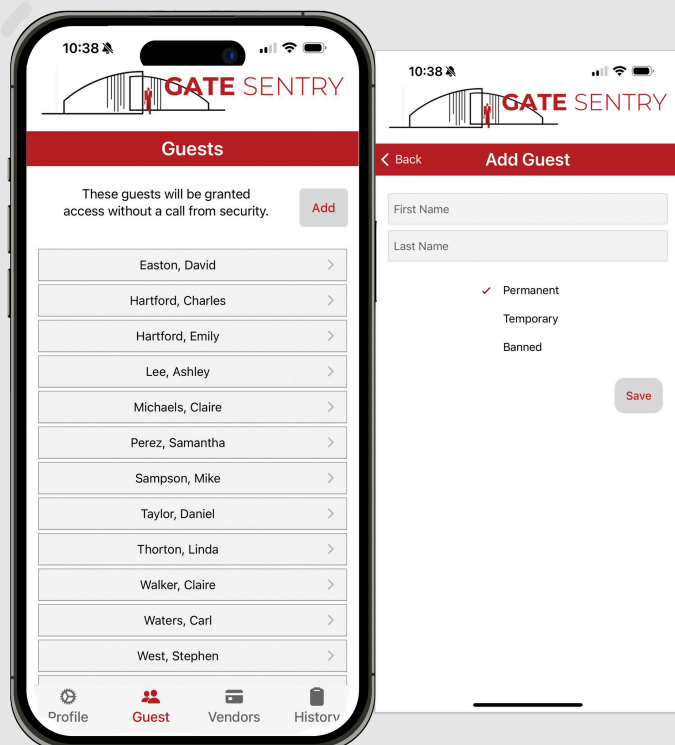 10:38
GATE SENTRY
Guests
These guests will be granted
access without a call from security.
Add
Easton, David
Hartford, Charles
Hartford, Emily
Lee, Ashley
Michaels, Claire
Perez, Samantha
Sampson, Mike
Taylor, Daniel
Thorton, Linda
Walker, Claire
Waters, Carl
West, Stephen
Profile
Guest
Vendors
History
10:38
GATE SENTRY
Back
Add Guest
First Name
Last Name
Permanent
Temporary
Banned
Save